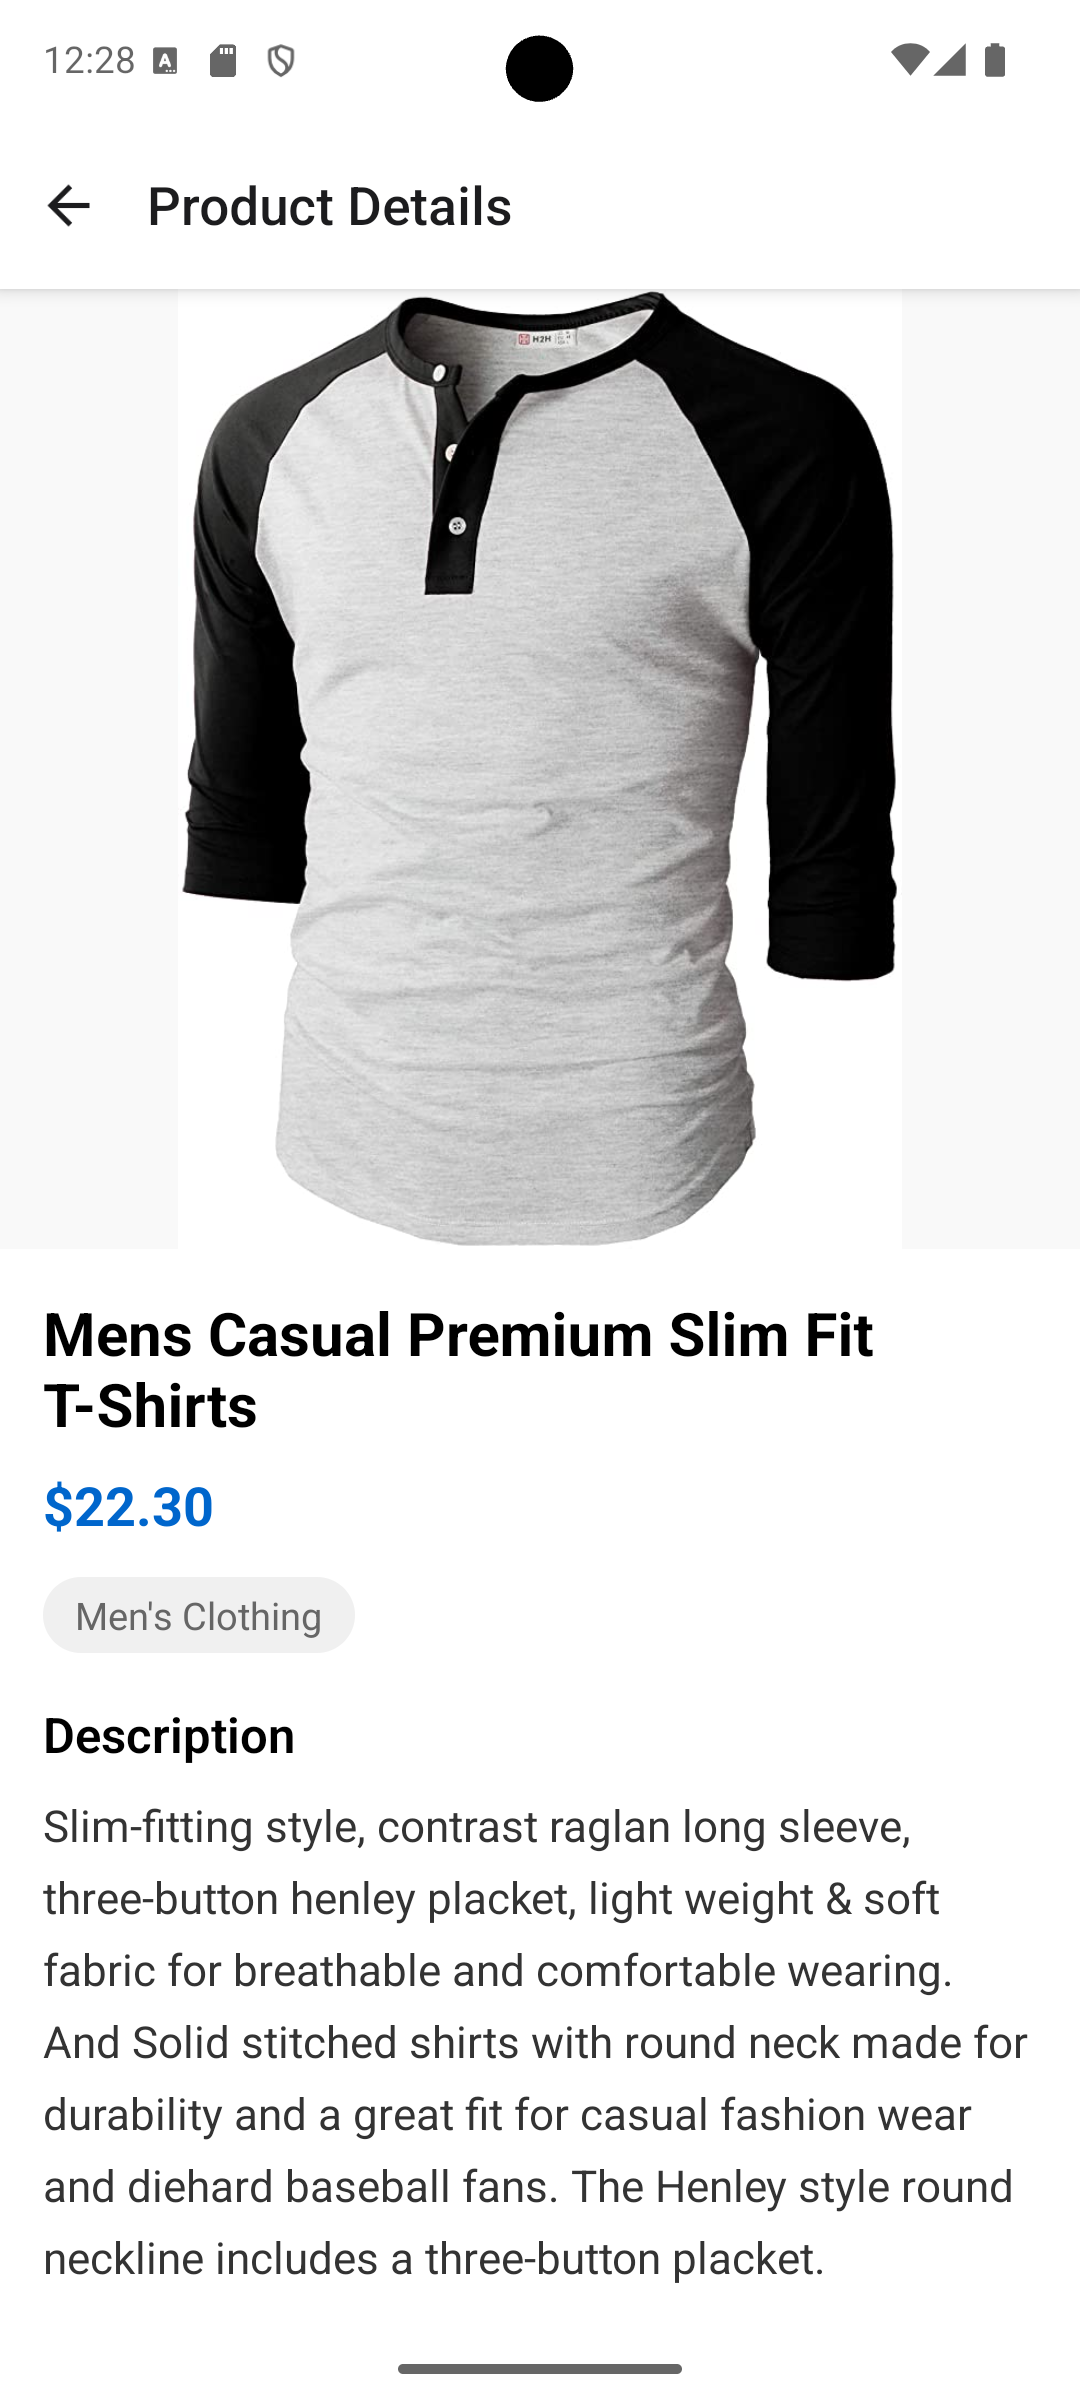 12:28
Product Details
H2H
Mens Casual Premium Slim Fit
T-Shirts
$22.30
Men's Clothing
Description
Slim-fitting style, contrast raglan long sleeve,
three-button henley placket, light weight & soft
fabric for breathable and comfortable wearing.
And Solid stitched shirts with round neck made for
durability and a great fit for casual fashion wear
and diehard baseball fans. The Henley style round
neckline includes a three-button placket.